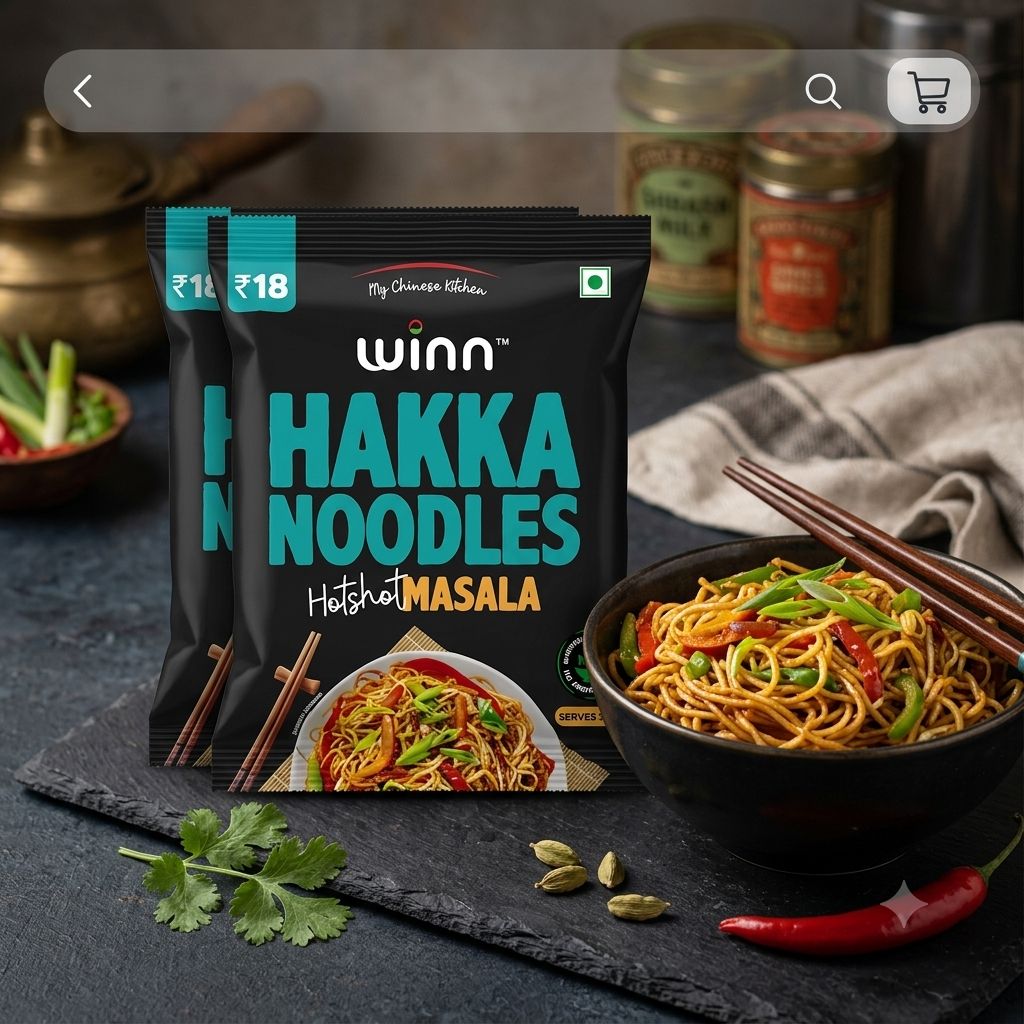 ₹18
₹18
My Chinese Kitchen
winn™
HAKKA
NOODLES
Hotshot MASALA
H
N
SERVES